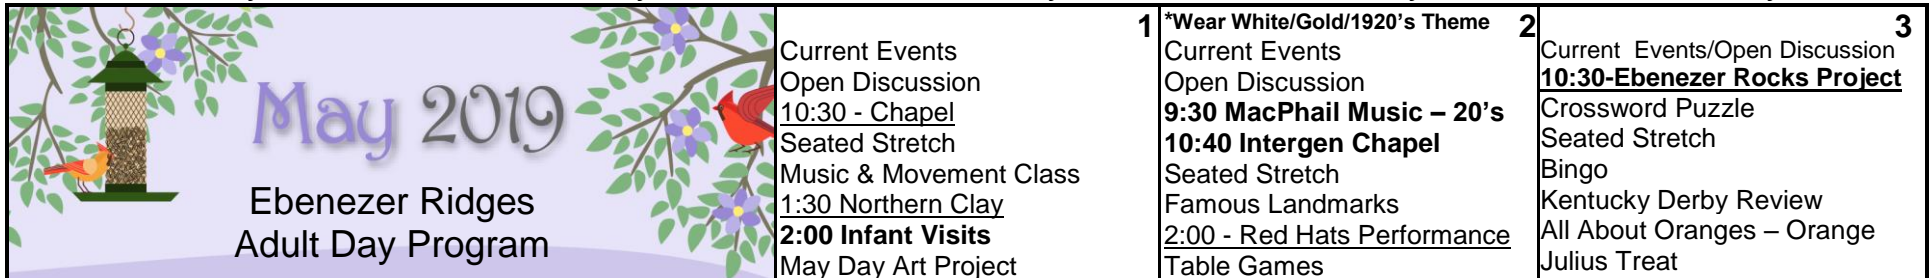 May 2019
Ebenezer Ridges
Adult Day Program
1
Current Events
Open Discussion
10:30 - Chapel
Seated Stretch
Music & Movement Class
1:30 Northern Clay
2:00 Infant Visits
May Day Art Project
*Wear White/Gold/1920’s Theme
2
Current Events
Open Discussion
9:30 MacPhail Music – 20’s
10:40 Intergen Chapel
Seated Stretch
Famous Landmarks
2:00 - Red Hats Performance
Table Games
3
Current Events/Open Discussion
10:30-Ebenezer Rocks Project
Crossword Puzzle
Seated Stretch
Bingo
Kentucky Derby Review
All About Oranges – Orange
Julius Treat